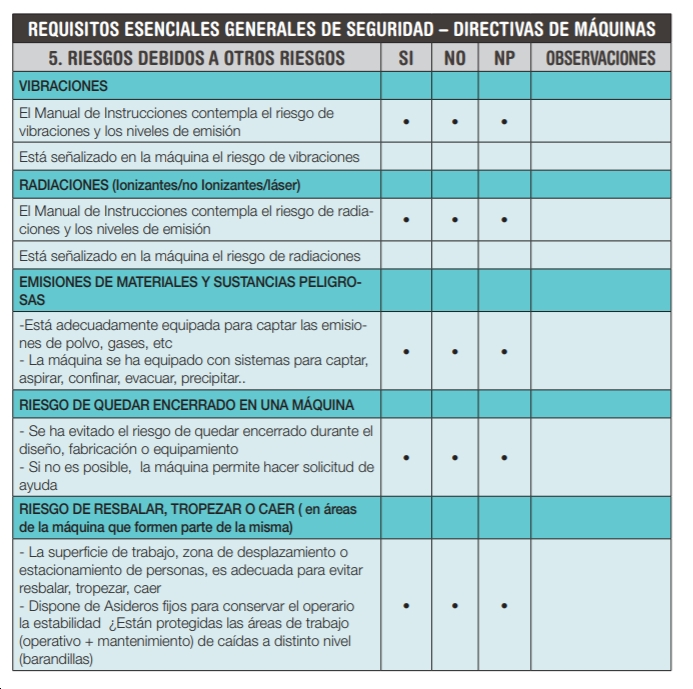 REQUISITOS ESENCIALES GENERALES DE SEGURIDAD – DIRECTIVAS DE MÁQUINAS
5. RIESGOS DEBIDOS A OTROS RIESGOS SI NO NP OBSERVACIONES
VIBRACIONES
El Manual de Instrucciones contempla el riesgo de
vibraciones y los niveles de emisión • • •
Está señalizado en la máquina el riesgo de vibraciones
RADIACIONES (Ionizantes/no Ionizantes/láser)
El Manual de Instrucciones contempla el riesgo de radia-
ciones y los niveles de emisión • • •
Está señalizado en la máquina el riesgo de radiaciones
EMISIONES DE MATERIALES Y SUSTANCIAS PELIGRO-
SAS
-Está adecuadamente equipada para captar las emisio-
nes de polvo, gases, etc
- La máquina se ha equipado con sistemas para captar, • • •
aspirar, confinar, evacuar, precipitar..
RIESGO DE QUEDAR ENCERRADO EN UNA MÁQUINA
- Se ha evitado el riesgo de quedar encerrado durante el
diseño, fabricación o equipamiento
- Si no es posible, la máquina permite hacer solicitud de • • •
ayuda
RIESGO DE RESBALAR, TROPEZAR O CAER ( en áreas
de la máquina que formen parte de la misma)
- La superficie de trabajo, zona de desplazamiento o
estacionamiento de personas, es adecuada para evitar
resbalar, tropezar, caer
- Dispone de Asideros fijos para conservar el operario • • •
la estabilidad ¿Están protegidas las áreas de trabajo
(operativo + mantenimiento) de caídas a distinto nivel
(barandillas)